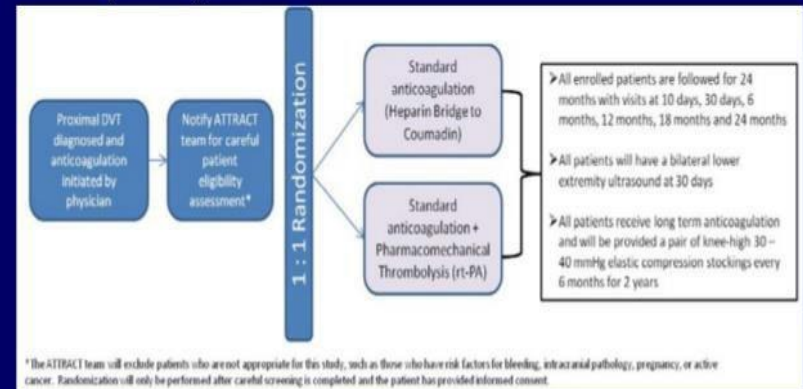 Proximal DVT
diagnosed and
anticoagulation
initiated by
physician
Notify ATTRACT
team for careful
patient
eligibility
assessment*
1 : 1 Randomization
Standard
anticoagulation
(Heparin Bridge to
Coumadin)
Standard
anticoagulation +
Pharmacomechanical
Thrombolysis (rt-PA)
➤All enrolled patients are followed for 24
months with visits at 10 days, 30 days, 6
months, 12 months, 18 months and 24 months
➤All patients will have a bilateral lower
extremity ultrasound at 30 days
➤All patients receive long term anticoagulation
and will be provided a pair of knee-high 30 –
40 mmHg elastic compression stockings every
6 months for 2 years
*The ATTRACT team will exclude patients who are not appropriate for this study, such as those who have risk factors for bleeding, intracranial pathology, pregnancy, or active
cancer. Randomization will only be performed after careful screening is completed and the patient has provided informed consent.